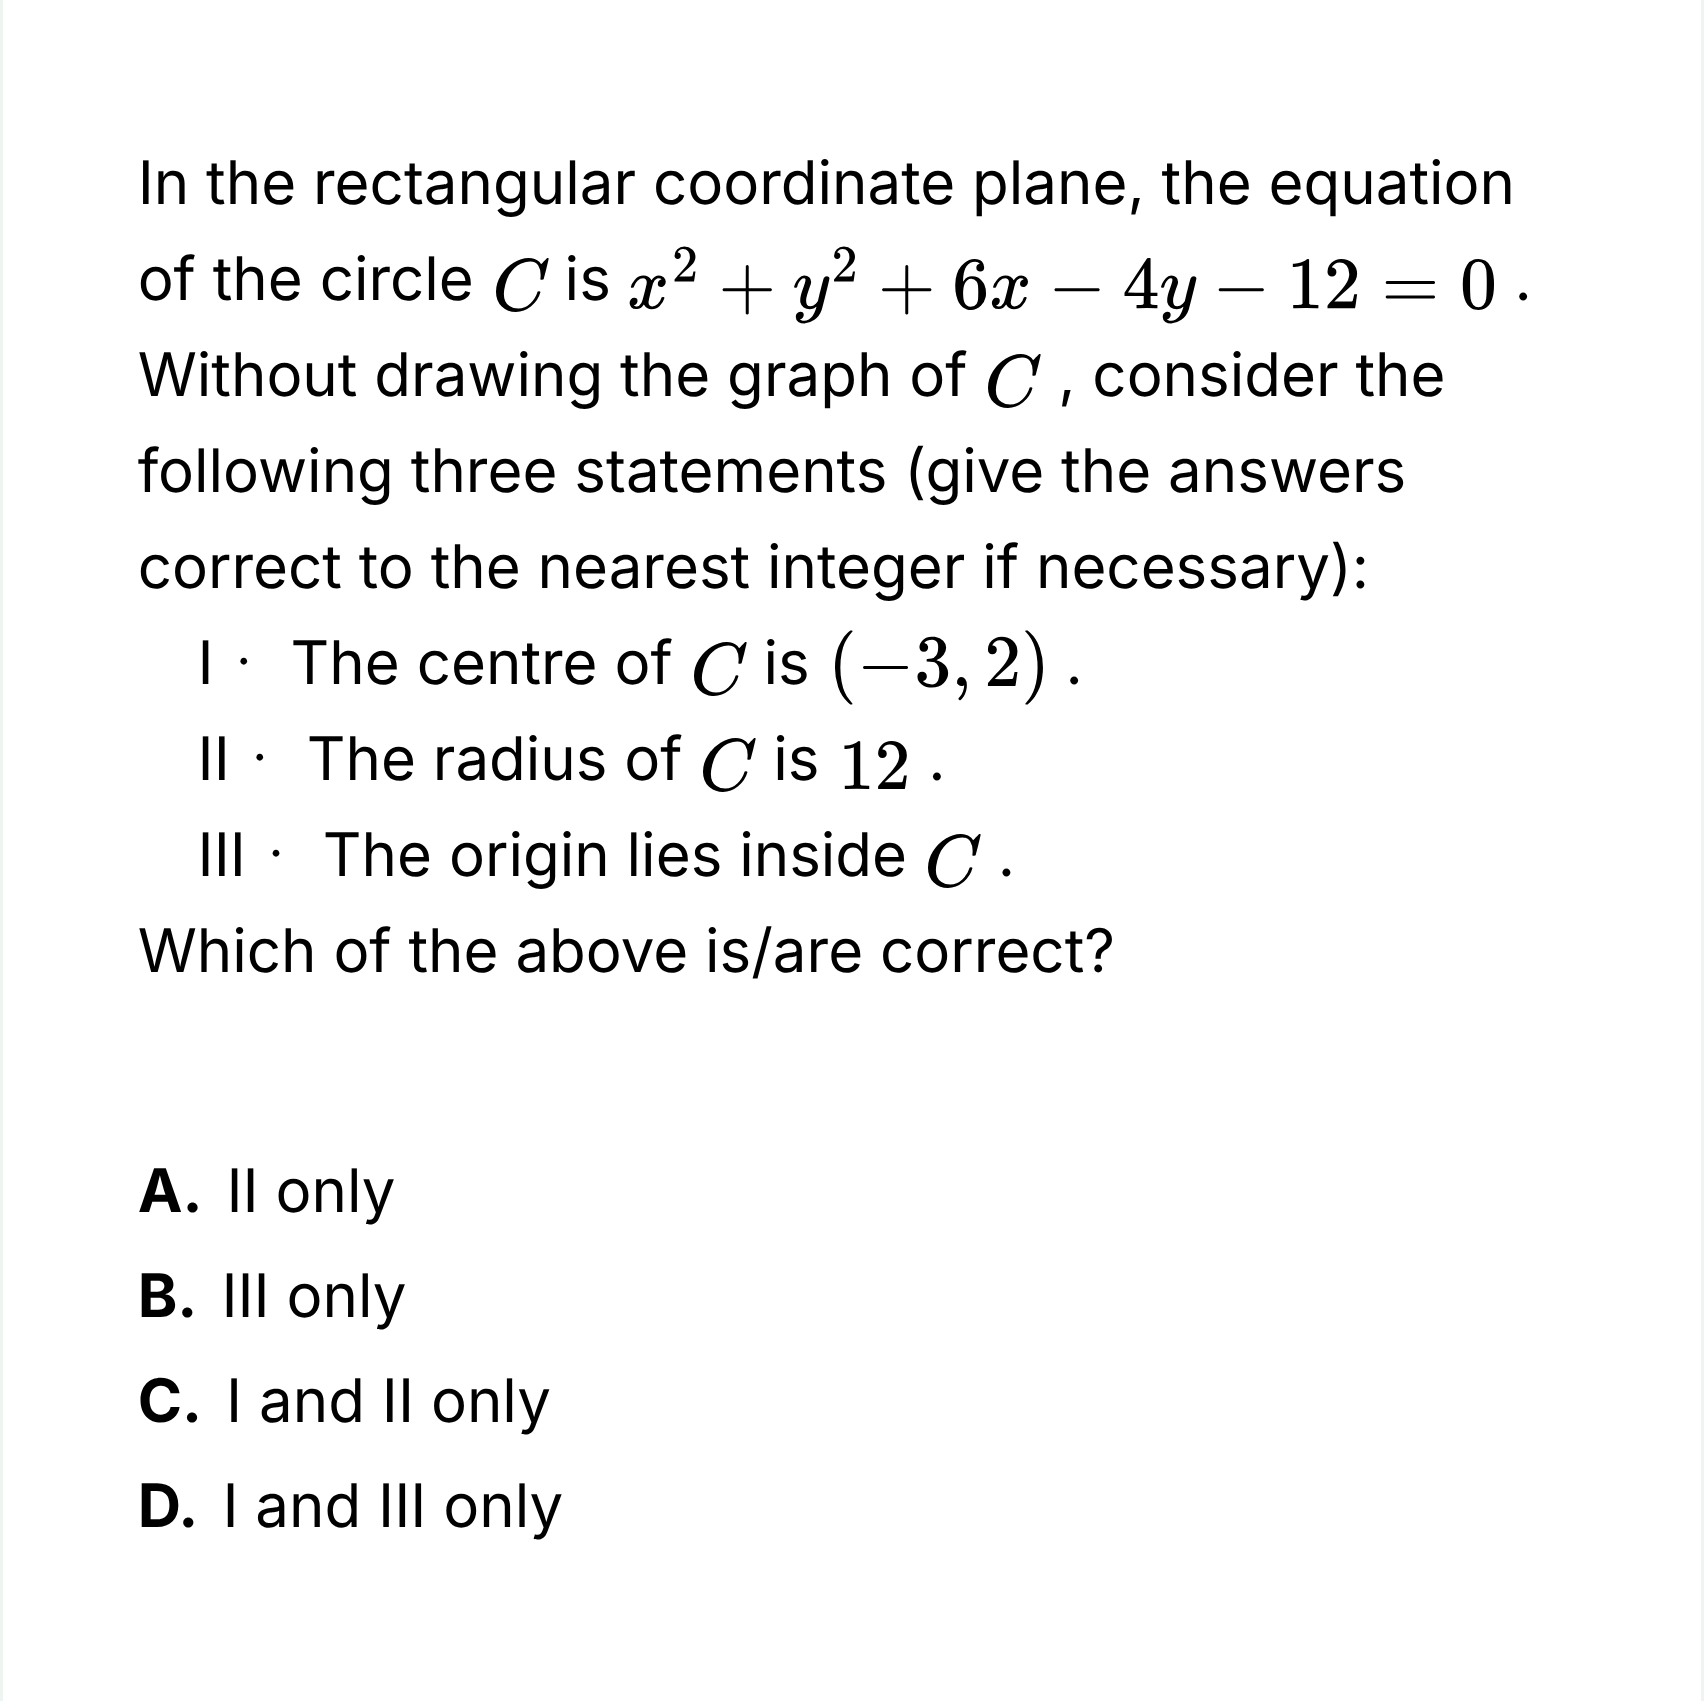 In the rectangular coordinate plane, the equation
of the circle C is x² + y² + 6x − 4y − 12 = 0 .
Without drawing the graph of C , consider the
following three statements (give the answers
correct to the nearest integer if necessary):
I · The centre of C is (−3, 2) .
II · The radius of C is 12 .
III · The origin lies inside C .
Which of the above is/are correct?
A. II only
B. III only
C. I and II only
D. I and III only